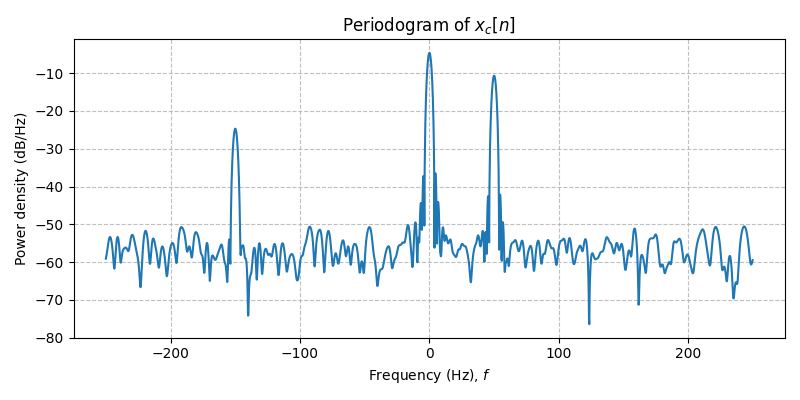 Periodogram of x_c[n]
Power density (dB/Hz)
−10
−20
−30
−40
−50
−60
−70
−80
−200 −100 0 100 200
Frequency (Hz), f